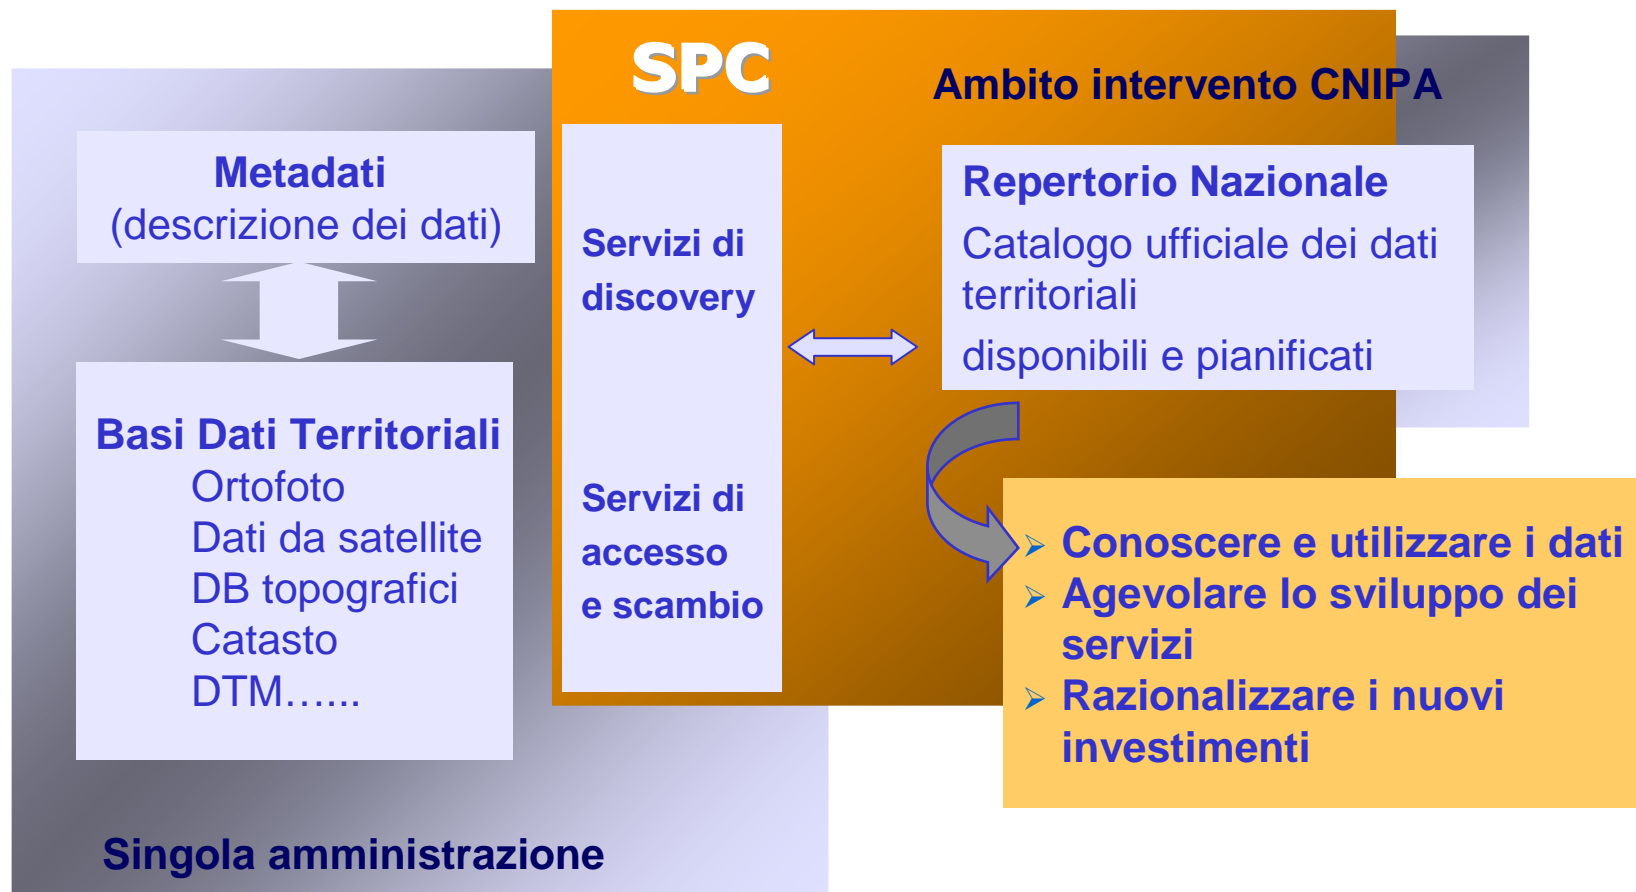 SPC
Ambito intervento CNIPA
Metadati
(descrizione dei dati)
Basi Dati Territoriali
Ortofoto
Dati da satellite
DB topografici
Catasto
DTM…...
Singola amministrazione
Servizi di
discovery
Servizi di
accesso
e scambio
Repertorio Nazionale
Catalogo ufficiale dei dati
territoriali
disponibili e pianificati
➢ Conoscere e utilizzare i dati
➢ Agevolare lo sviluppo dei
servizi
➢ Razionalizzare i nuovi
investimenti